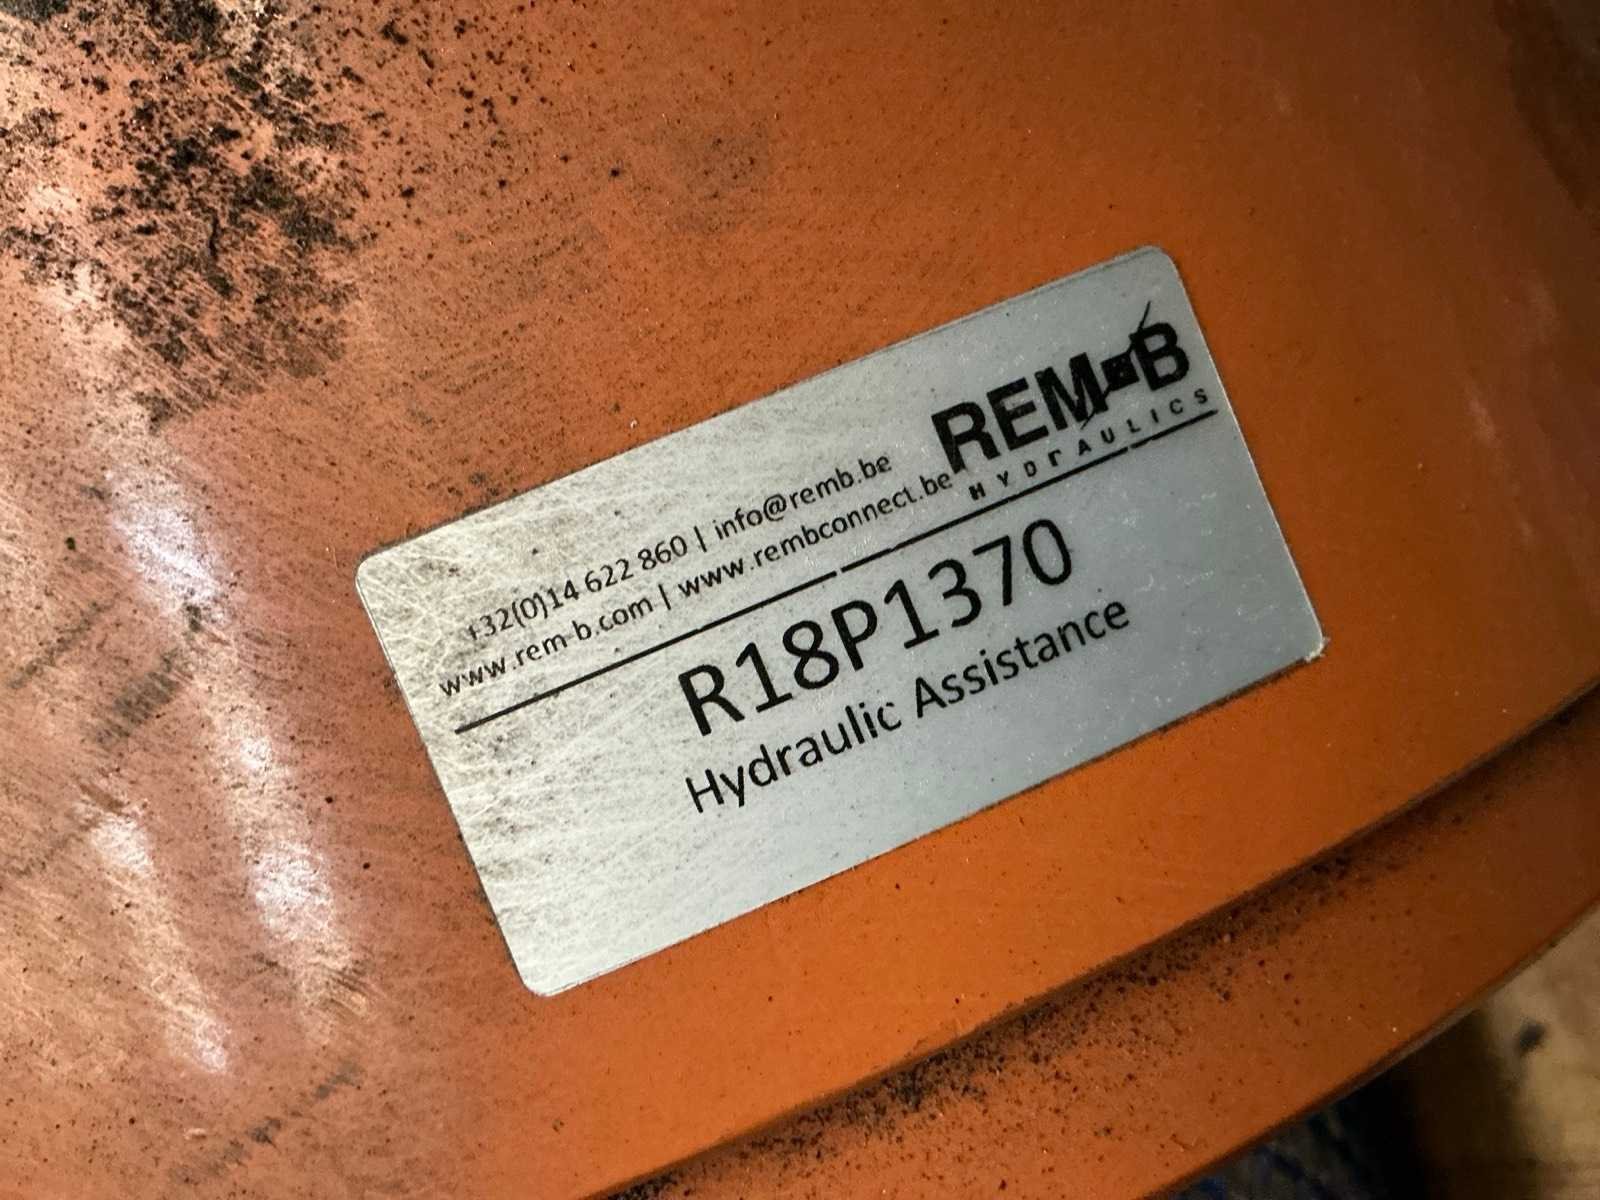 REM-B
HYDRAULICS
+32(0)14 622 860 | info@remb.be
www.rem-b.com | www.rembconnect.be
R18P1370
Hydraulic Assistance